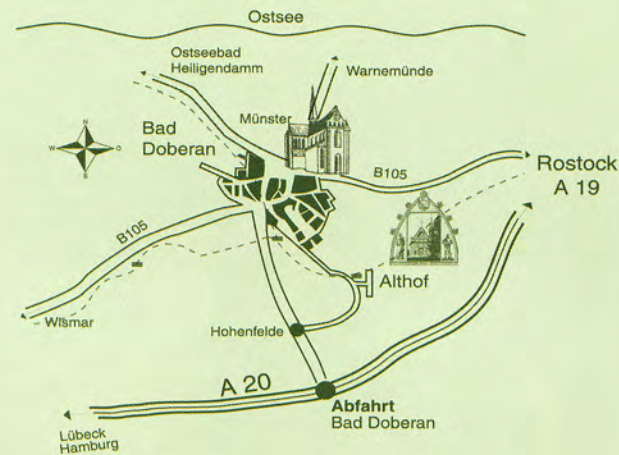 Ostsee
Ostseebad
Heiligendamm
Warnemünde
Münster
Bad
Doberan
N
W
O
S
B105
Rostock
A 19
B105
Althof
Wismar
Hohenfelde
A 20
Abfahrt
Bad Doberan
Lübeck
Hamburg